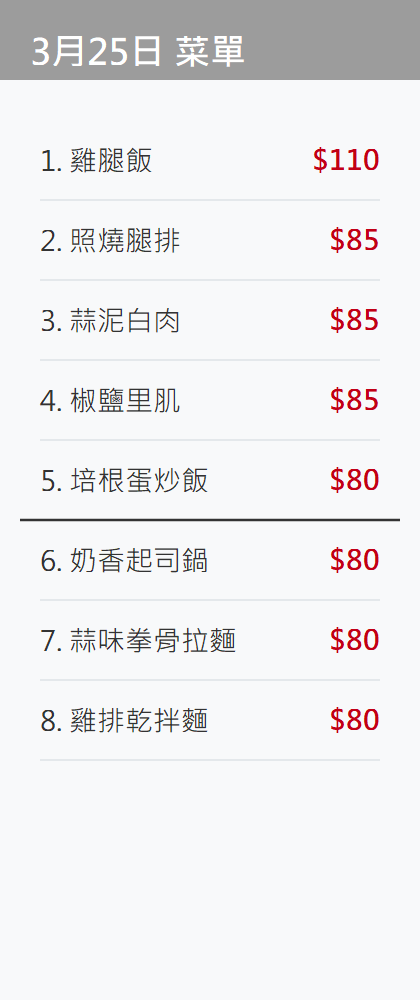 3月25日 菜單
1. 雞腿飯 $110
2. 照燒腿排 $85
3. 蒜泥白肉 $85
4. 椒鹽里肌 $85
5. 培根蛋炒飯 $80
6. 奶香起司鍋 $80
7. 蒜味拳骨拉麵 $80
8. 雞排乾拌麵 $80